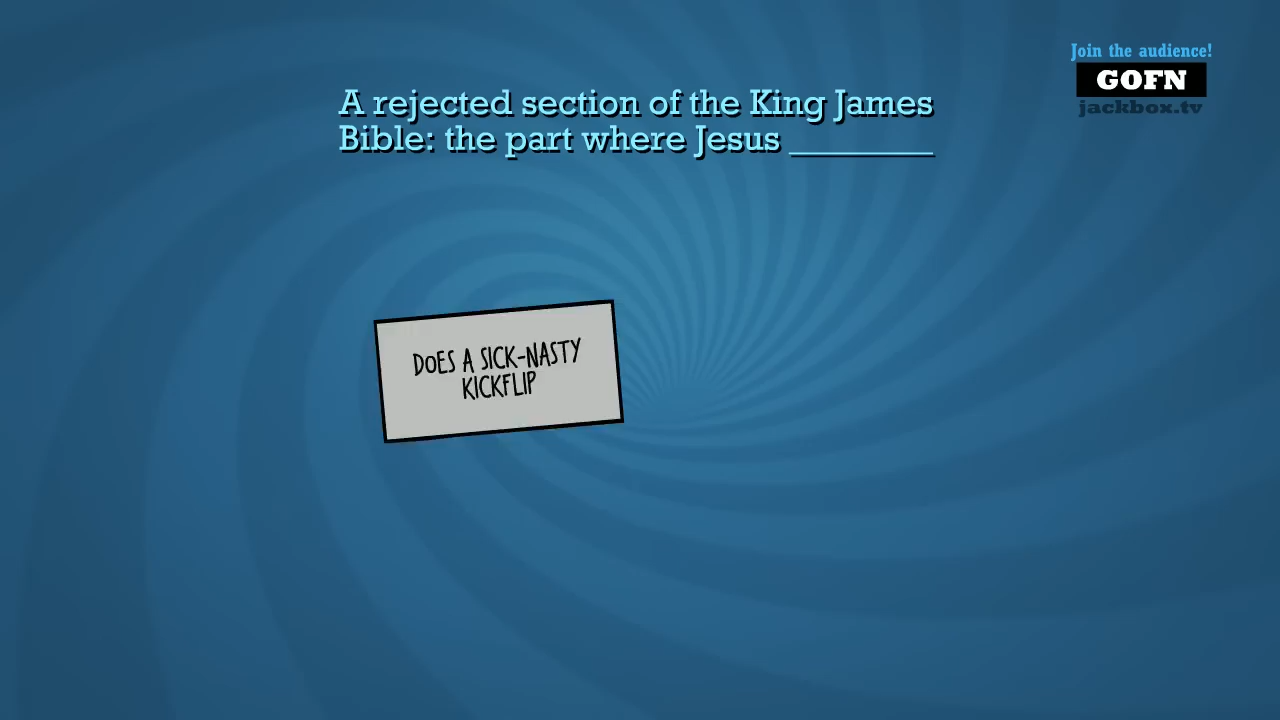 Join the audience!
GOFN
jackbox.tv
A rejected section of the King James
Bible: the part where Jesus ________
DOES A SICK-NASTY
KICKFLIP